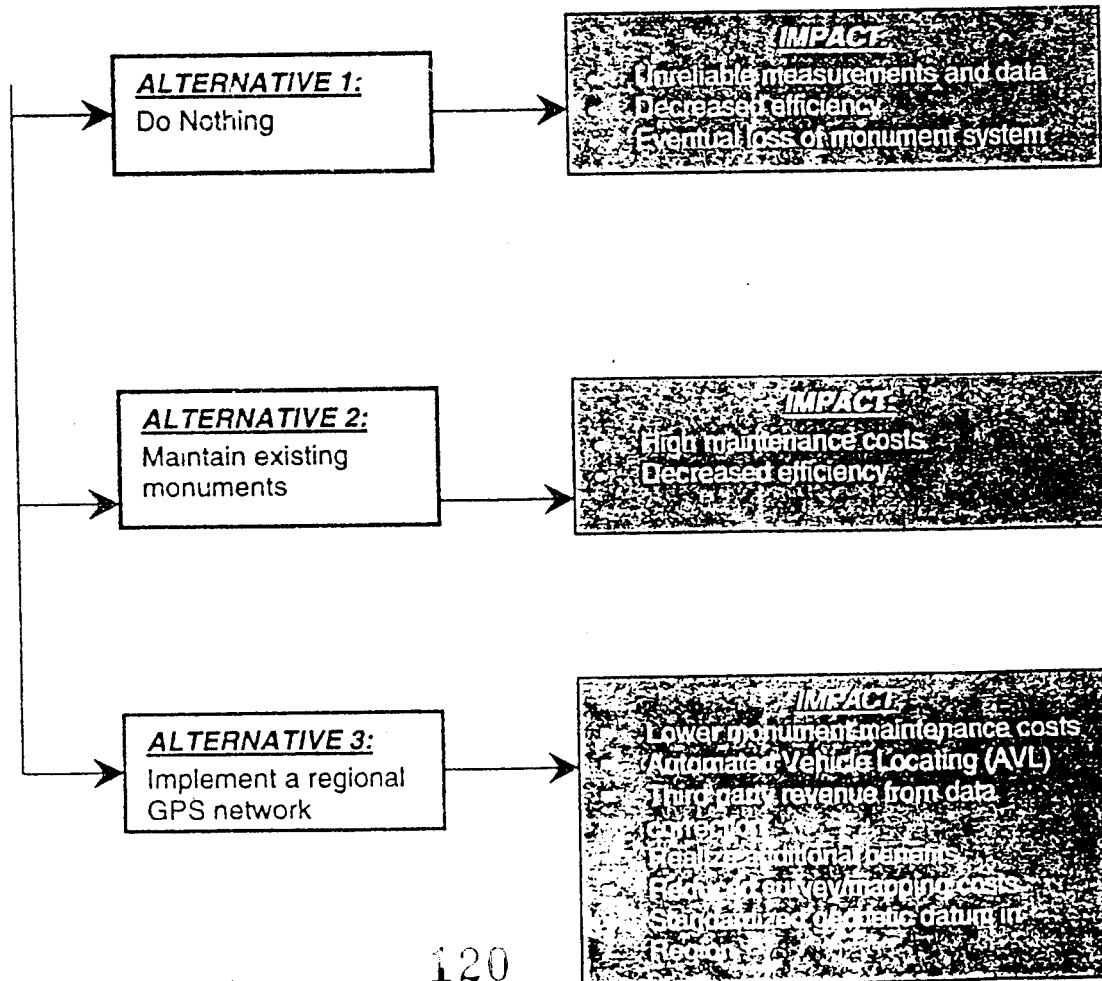 ALTERNATIVE 1:
Do Nothing
IMPACT:
Unreliable measurements and data
Decreased efficiency
Eventual loss of monument system
ALTERNATIVE 2:
Maintain existing
monuments
IMPACT:
High maintenance costs
Decreased efficiency
ALTERNATIVE 3:
Implement a regional
GPS network
IMPACT:
Lower monument maintenance costs
Automated Vehicle Locating (AVL)
Third party revenue from data
correction
Realize additional benefits
Reduced survey/mapping costs
Standardized geodetic datum in
Region
120